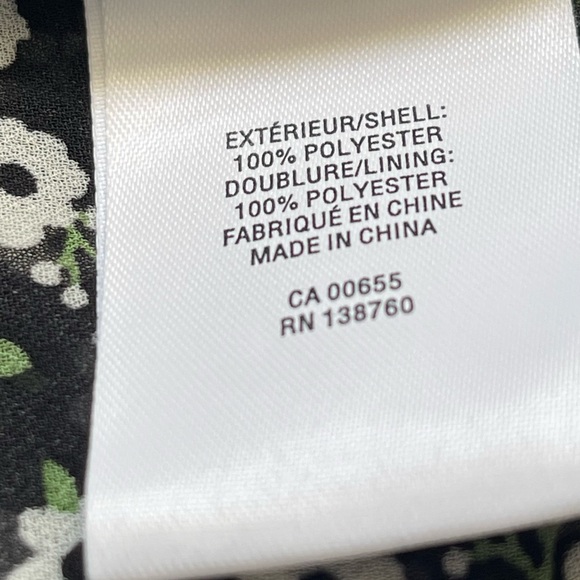 EXTÉRIEUR/SHELL:
100% POLYESTER
DOUBLURE/LINING:
100% POLYESTER
FABRIQUÉ EN CHINE
MADE IN CHINA
CA 00655
RN 138760